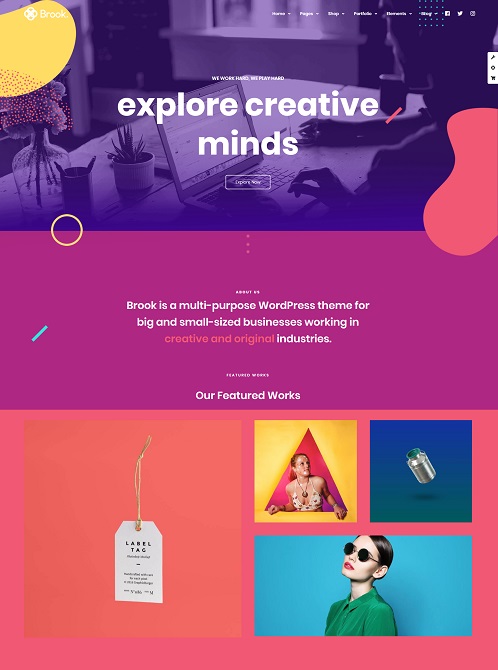 Brook.
Home Pages Shop Portfolio Elements Blog
WE WORK HARD, WE PLAY HARD
explore creative
minds
Explore Now
ABOUT US
Brook is a multi-purpose WordPress theme for
big and small-sized businesses working in
creative and original industries.
FEATURED WORKS
Our Featured Works
LABEL
TAG